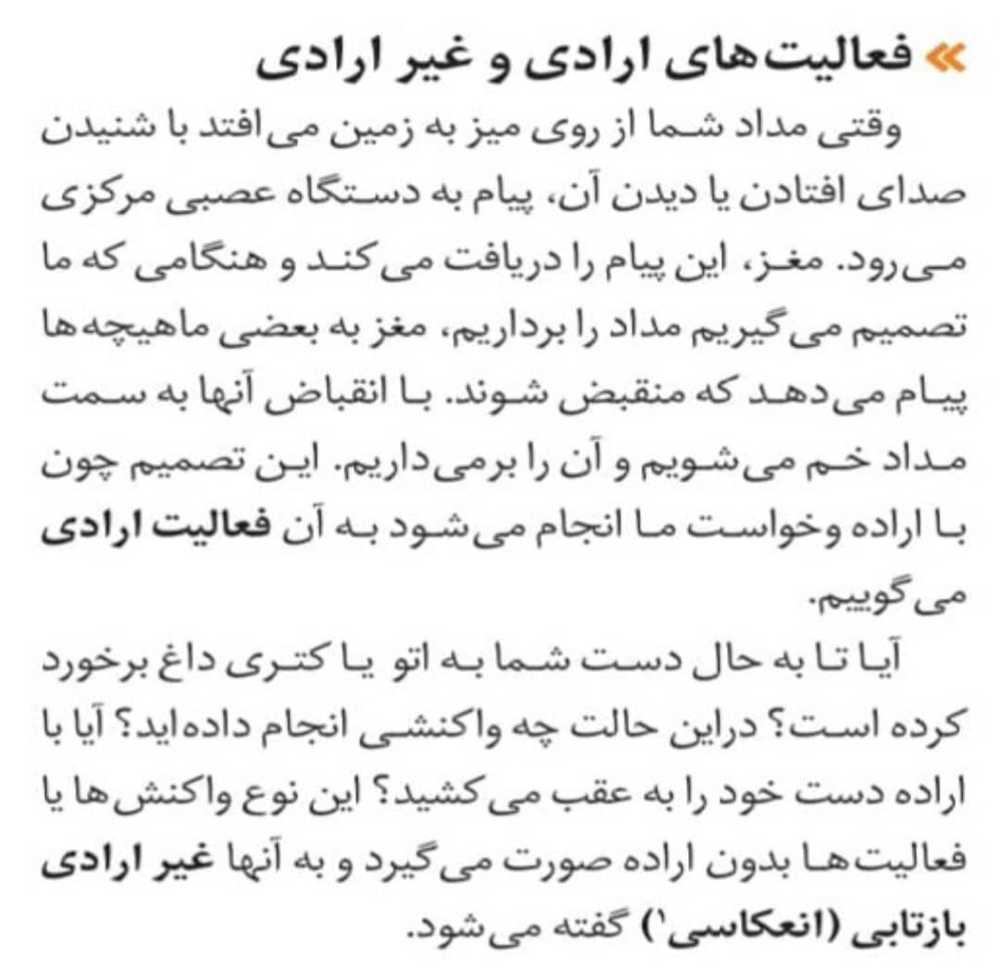 » فعالیت‌های ارادی و غیر ارادی
وقتی مداد شما از روی میز به زمین می‌افتد با شنیدن
صدای افتادن یا دیدن آن، پیام به دستگاه عصبی مرکزی
می‌رود. مغز، این پیام را دریافت می‌کند و هنگامی که ما
تصمیم می‌گیریم مداد را برداریم، مغز به بعضی ماهیچه‌ها
پیام می‌دهد که منقبض شوند. با انقباض آنها به سمت
مداد خم می‌شویم و آن را برمی‌داریم. این تصمیم چون
با اراده وخواست ما انجام می‌شود به آن فعالیت ارادی
می‌گوییم.
آیا تا به حال دست شما به اتو یا کتری داغ برخورد
کرده است؟ دراین حالت چه واکنشی انجام داده‌اید؟ آیا با
اراده دست خود را به عقب می‌کشید؟ این نوع واکنش‌ها یا
فعالیت‌ها بدون اراده صورت می‌گیرد و به آنها غیر ارادی
بازتابی (انعکاسی۱) گفته می‌شود.